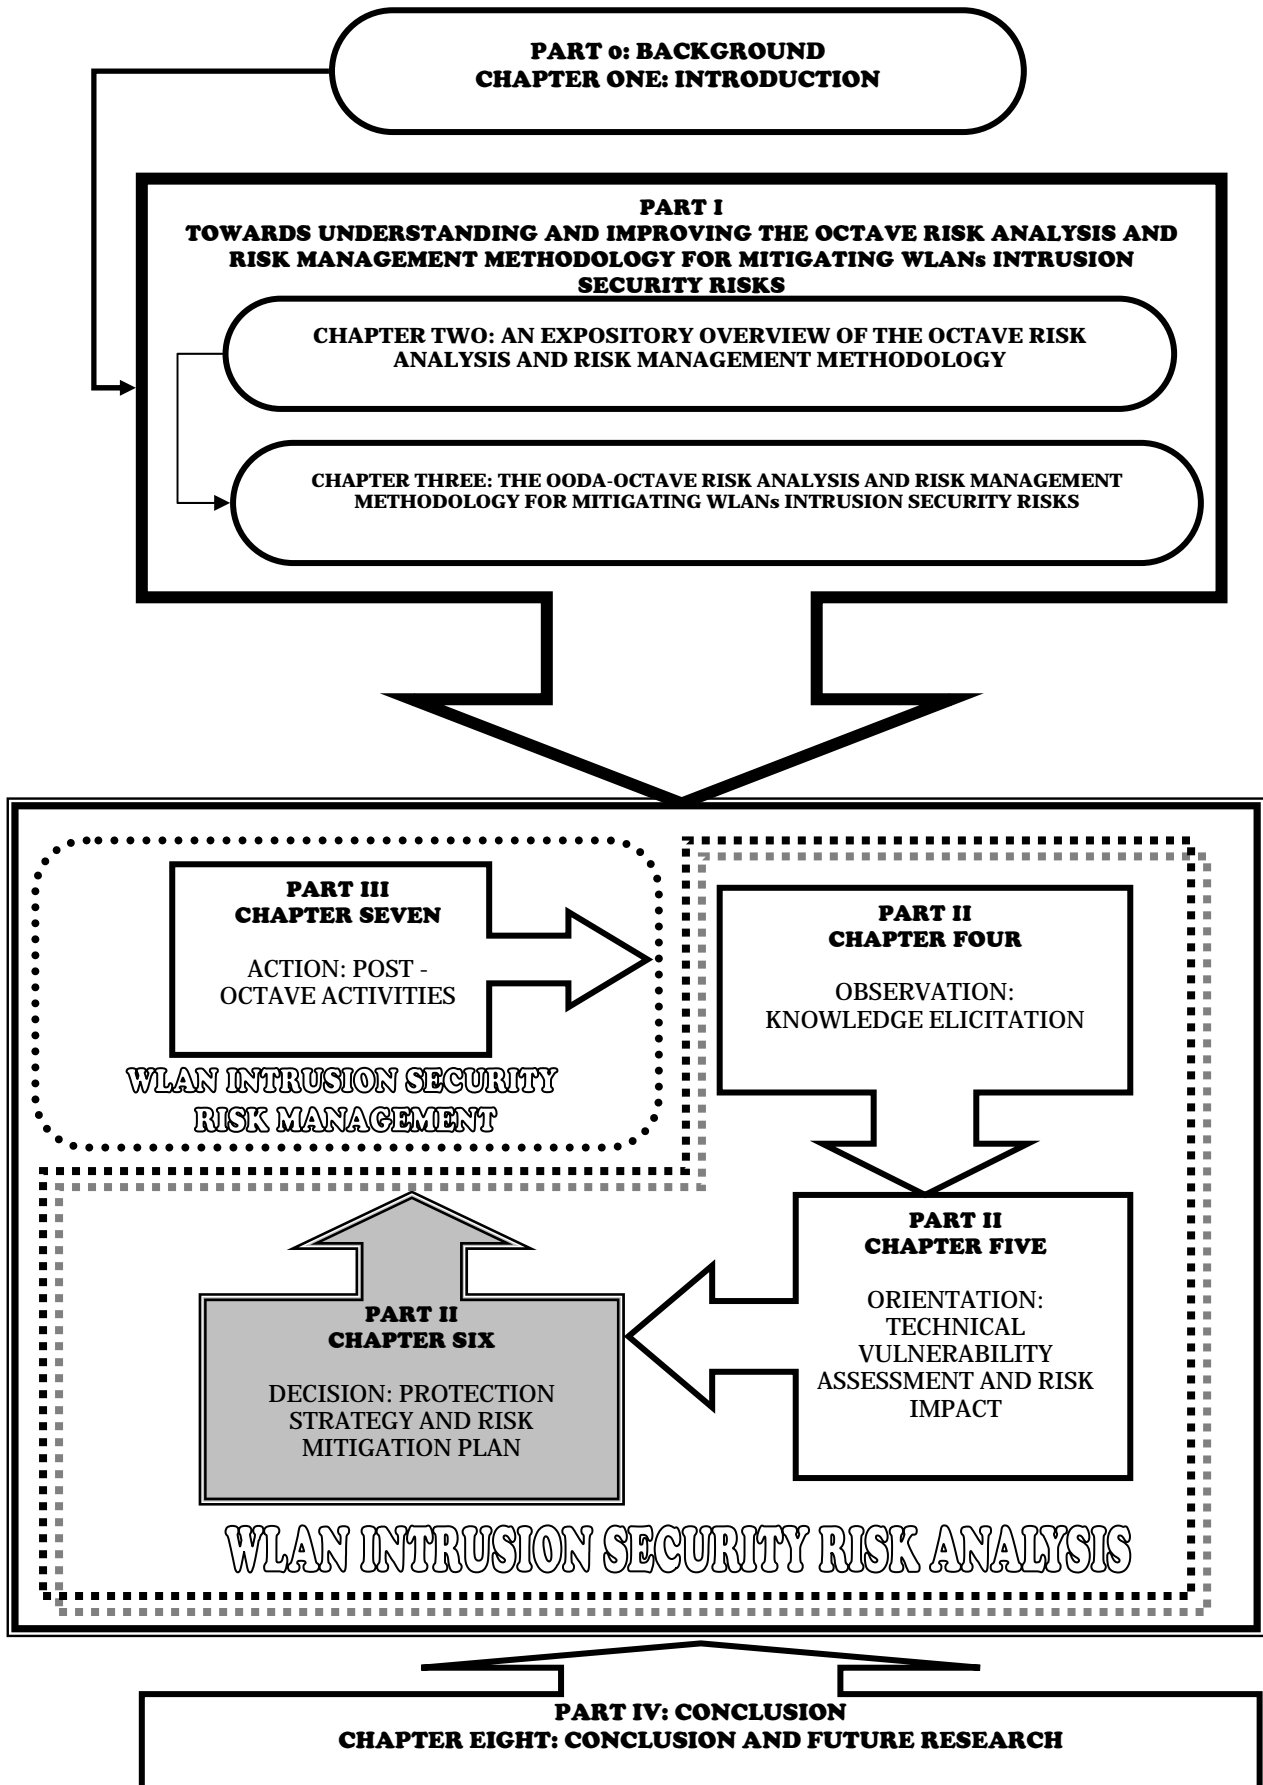 PART 0: BACKGROUND
CHAPTER ONE: INTRODUCTION
PART I
TOWARDS UNDERSTANDING AND IMPROVING THE OCTAVE RISK ANALYSIS AND
RISK MANAGEMENT METHODOLOGY FOR MITIGATING WLANs INTRUSION
SECURITY RISKS
CHAPTER TWO: AN EXPOSITORY OVERVIEW OF THE OCTAVE RISK
ANALYSIS AND RISK MANAGEMENT METHODOLOGY
CHAPTER THREE: THE OODA-OCTAVE RISK ANALYSIS AND RISK MANAGEMENT
METHODOLOGY FOR MITIGATING WLANs INTRUSION SECURITY RISKS
PART III
CHAPTER SEVEN
ACTION: POST -
OCTAVE ACTIVITIES
WLAN INTRUSION SECURITY
RISK MANAGEMENT
PART II
CHAPTER FOUR
OBSERVATION:
KNOWLEDGE ELICITATION
PART II
CHAPTER FIVE
ORIENTATION:
TECHNICAL
VULNERABILITY
ASSESSMENT AND RISK
IMPACT
PART II
CHAPTER SIX
DECISION: PROTECTION
STRATEGY AND RISK
MITIGATION PLAN
WLAN INTRUSION SECURITY RISK ANALYSIS
PART IV: CONCLUSION
CHAPTER EIGHT: CONCLUSION AND FUTURE RESEARCH